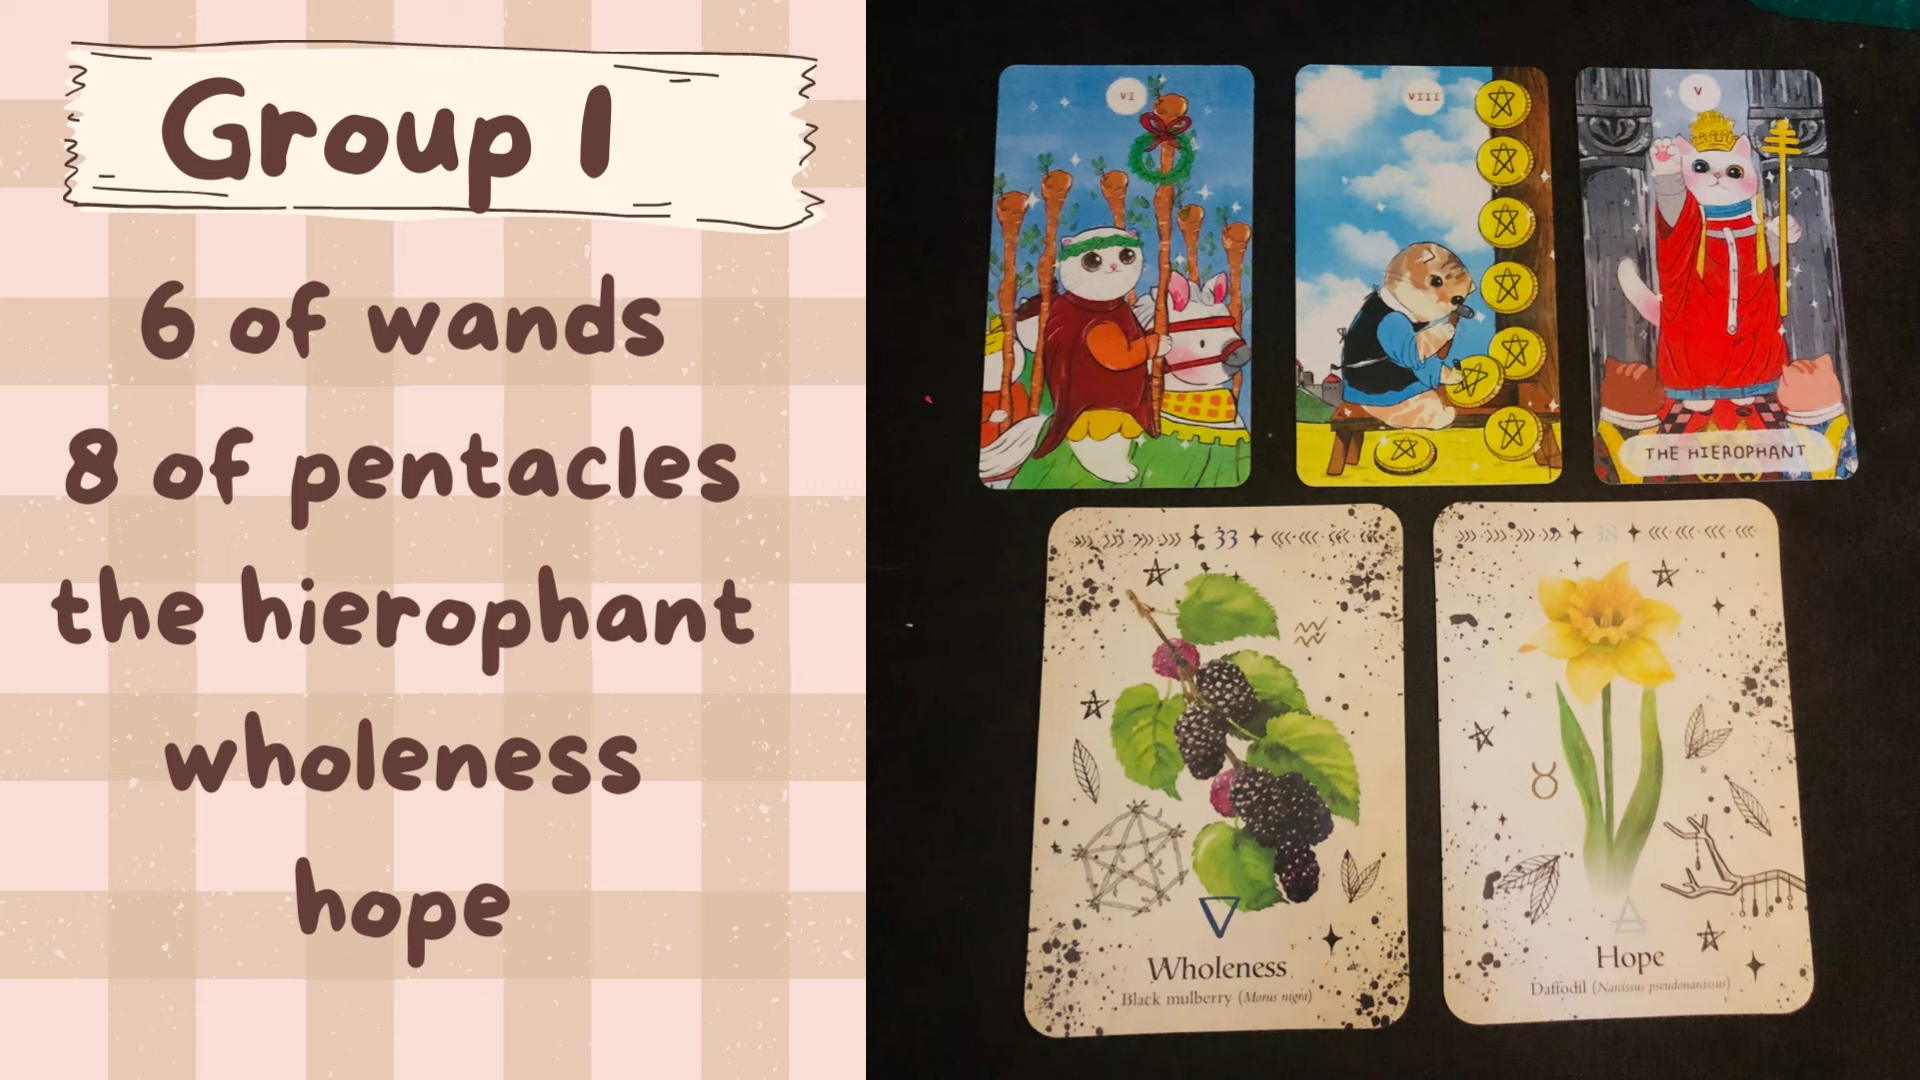 Group 1
6 of wands
8 of pentacles
the hierophant
wholeness
hope
VI
VIII
V
THE HIEROPHANT
33
38
Wholeness
Black mulberry (Morus nigra)
Hope
Daffodil (Narcissus pseudonarcissus)